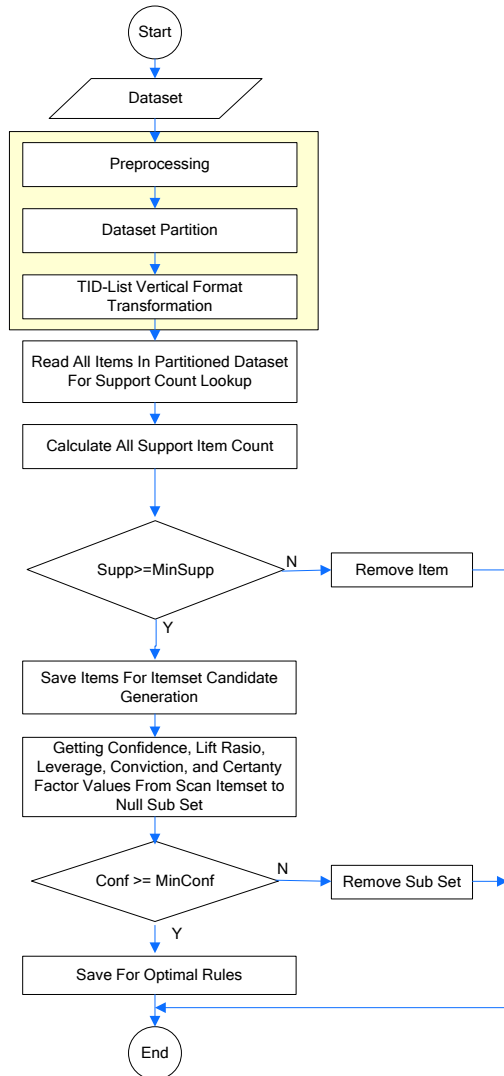 Start
Dataset
Preprocessing
Dataset Partition
TID-List Vertical Format
Transformation
Read All Items In Partitioned Dataset
For Support Count Lookup
Calculate All Support Item Count
Supp>=MinSupp
N
Remove Item
Y
Save Items For Itemset Candidate
Generation
Getting Confidence, Lift Rasio,
Leverage, Conviction, and Certanty
Factor Values From Scan Itemset to
Null Sub Set
Conf >= MinConf
N
Remove Sub Set
Y
Save For Optimal Rules
End